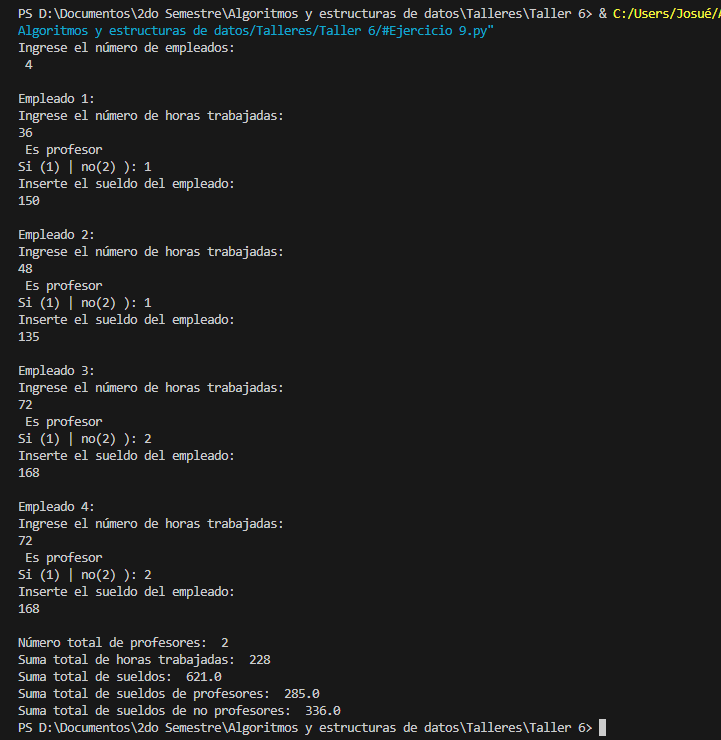 PS D:\Documentos\2do Semestre\Algoritmos y estructuras de datos\Talleres\Taller 6> & C:/Users/Josué/
Algoritmos y estructuras de datos/Talleres/Taller 6/#Ejercicio 9.py"
Ingrese el número de empleados:
4
Empleado 1:
Ingrese el número de horas trabajadas:
36
Es profesor
Si (1) | no(2) ): 1
Inserte el sueldo del empleado:
150
Empleado 2:
Ingrese el número de horas trabajadas:
48
Es profesor
Si (1) | no(2) ): 1
Inserte el sueldo del empleado:
135
Empleado 3:
Ingrese el número de horas trabajadas:
72
Es profesor
Si (1) | no(2) ): 2
Inserte el sueldo del empleado:
168
Empleado 4:
Ingrese el número de horas trabajadas:
72
Es profesor
Si (1) | no(2) ): 2
Inserte el sueldo del empleado:
168
Número total de profesores:  2
Suma total de horas trabajadas:  228
Suma total de sueldos:  621.0
Suma total de sueldos de profesores:  285.0
Suma total de sueldos de no profesores:  336.0
PS D:\Documentos\2do Semestre\Algoritmos y estructuras de datos\Talleres\Taller 6>